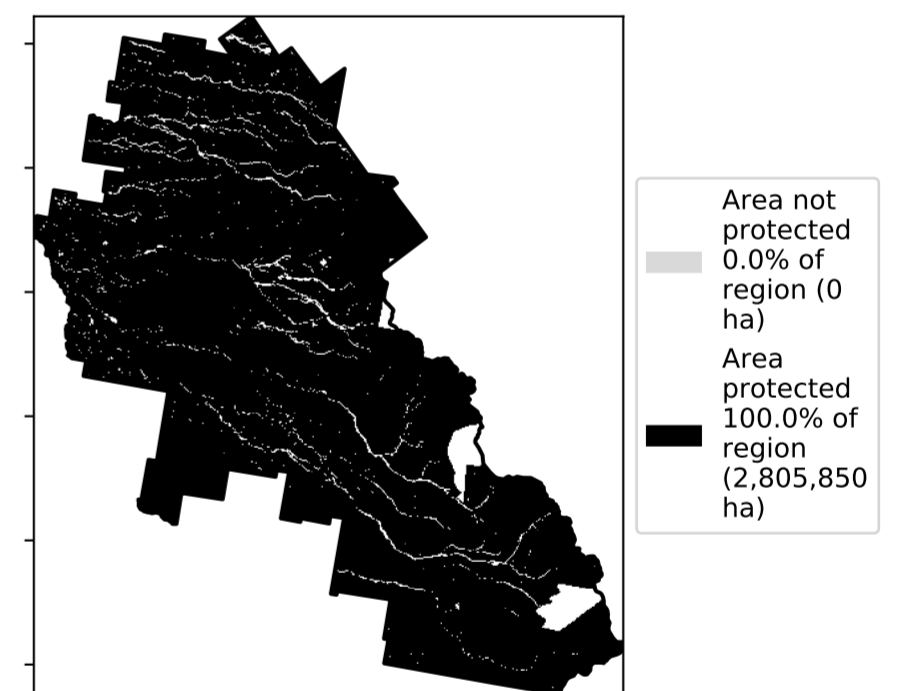 Area not
protected
0.0% of
region (0
ha)
Area
protected
100.0% of
region
(2,805,850
ha)